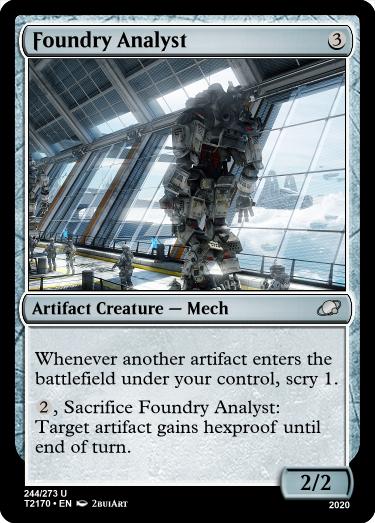 Foundry Analyst 3
Artifact Creature — Mech
Whenever another artifact enters the
battlefield under your control, scry 1.
2, Sacrifice Foundry Analyst:
Target artifact gains hexproof until
end of turn.
2/2
244/273 U
T2170 • EN 2BUIART
2020